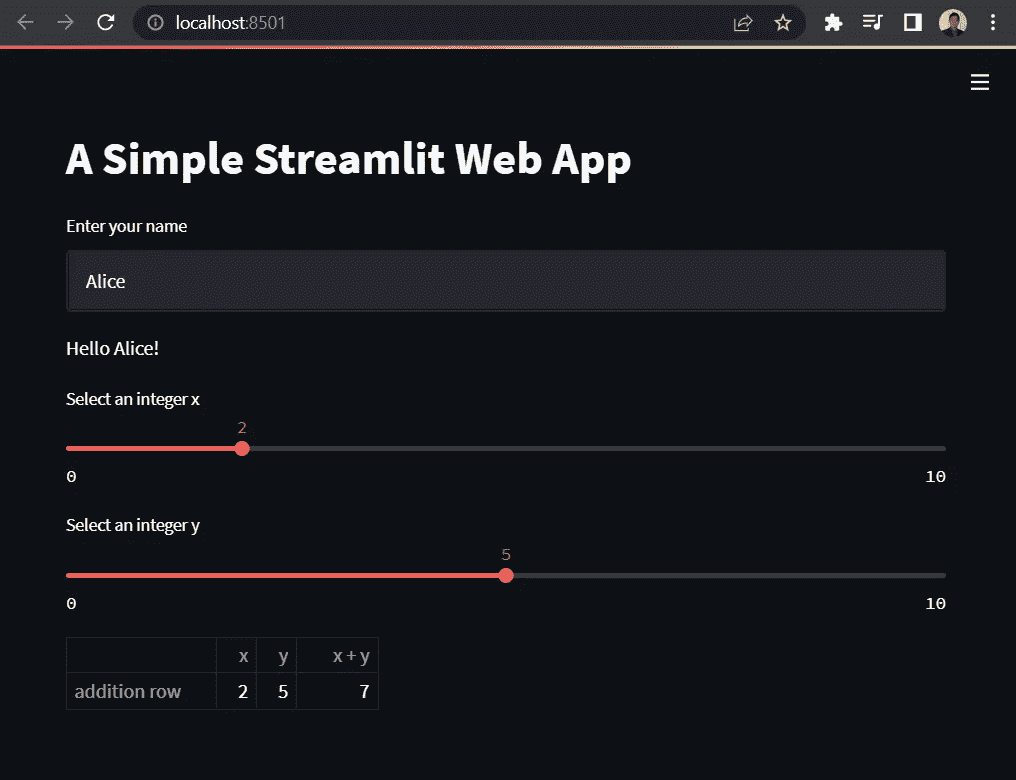 localhost:8501
A Simple Streamlit Web App
Enter your name
Alice
Hello Alice!
Select an integer x
2
0 10
Select an integer y
5
0 10
x y x + y
addition row 2 5 7